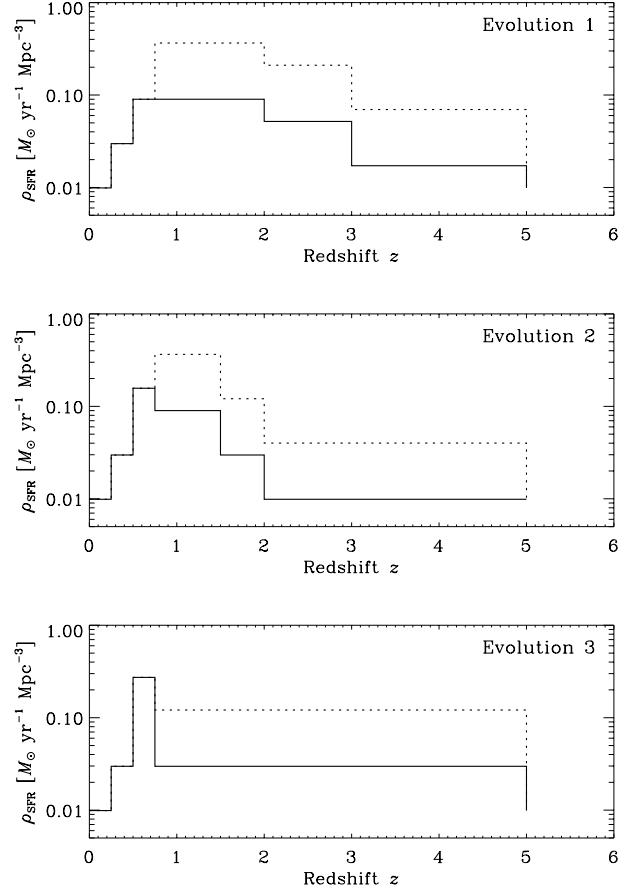 Evolution 1
1.00
0.10
0.01
ρSFR [M⊙ yr⁻¹ Mpc⁻³]
0 1 2 3 4 5 6
Redshift z
Evolution 2
1.00
0.10
0.01
ρSFR [M⊙ yr⁻¹ Mpc⁻³]
0 1 2 3 4 5 6
Redshift z
Evolution 3
1.00
0.10
0.01
ρSFR [M⊙ yr⁻¹ Mpc⁻³]
0 1 2 3 4 5 6
Redshift z